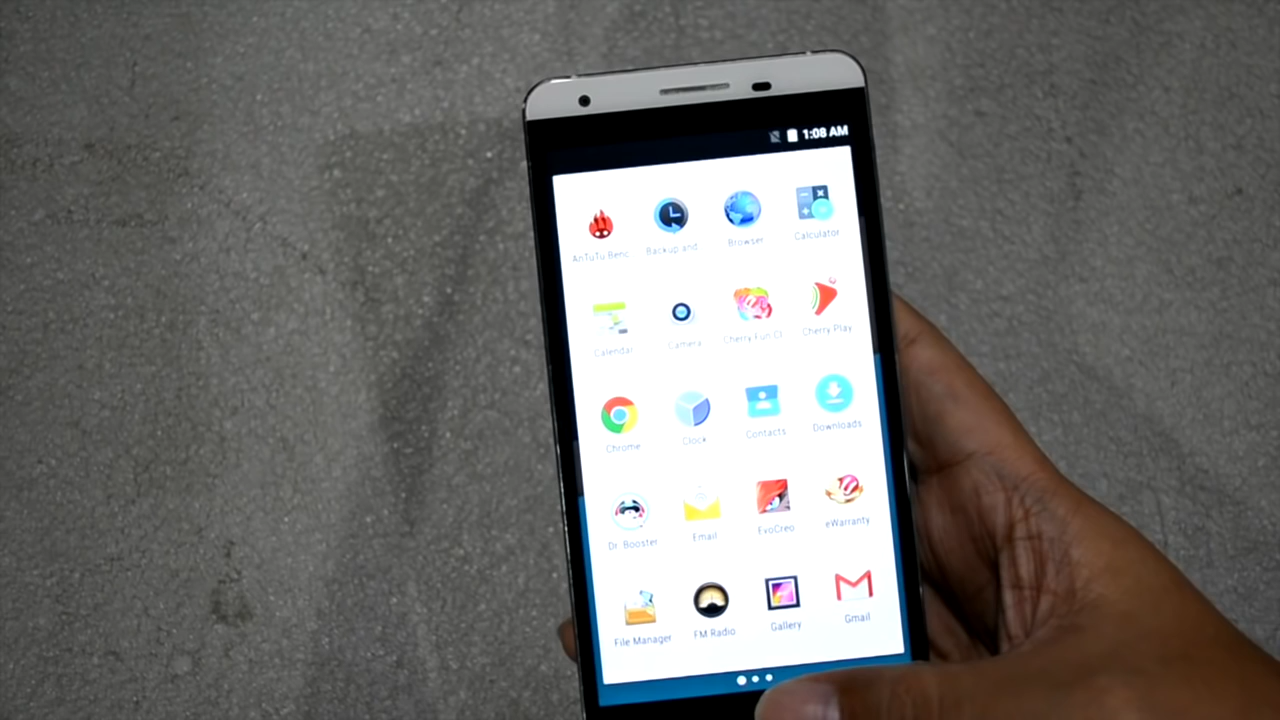 1:08 AM
AnTuTu Benc
Backup and
Browser
Calculator
Calendar
Camera
Cherry Fun Cl
Cherry Play
Chrome
Clock
Contacts
Downloads
Dr. Booster
Email
EvoCreo
eWarranty
File Manager
FM Radio
Gallery
Gmail